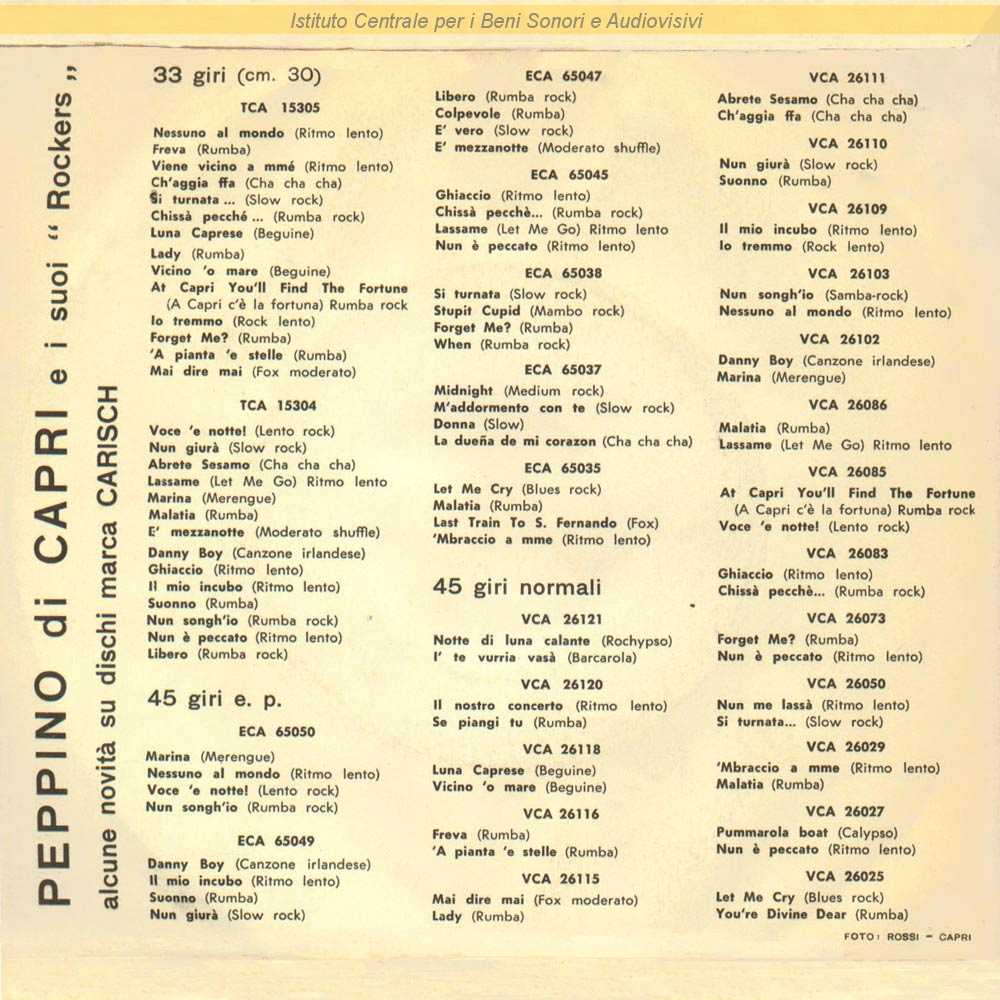 Istituto Centrale per i Beni Sonori e Audiovisivi
PEPPINO di CAPRI e i suoi “ Rockers „
alcune novità su dischi marca CARISCH
33 giri (cm. 30)
TCA 15305
Nessuno al mondo (Ritmo lento)
Freva (Rumba)
Viene vicino a mmé (Ritmo lento)
Ch'aggia ffa (Cha cha cha)
Si turnata ... (Slow rock)
Chissà pecché ... (Rumba rock)
Luna Caprese (Beguine)
Lady (Rumba)
Vicino 'o mare (Beguine)
At Capri You'll Find The Fortune
(A Capri c'è la fortuna) Rumba rock
Io tremmo (Rock lento)
Forget Me? (Rumba)
'A pianta 'e stelle (Rumba)
Mai dire mai (Fox moderato)
TCA 15304
Voce 'e notte! (Lento rock)
Nun giurà (Slow rock)
Abrete Sesamo (Cha cha cha)
Lassame (Let Me Go) Ritmo lento
Marina (Merengue)
Malatia (Rumba)
E' mezzanotte (Moderato shuffle)
Danny Boy (Canzone irlandese)
Ghiaccio (Ritmo lento)
Il mio incubo (Ritmo lento)
Suonno (Rumba)
Nun songh'io (Rumba rock)
Nun è peccato (Ritmo lento)
Libero (Rumba rock)
45 giri e. p.
ECA 65050
Marina (Merengue)
Nessuno al mondo (Ritmo lento)
Voce 'e notte! (Lento rock)
Nun songh'io (Rumba rock)
ECA 65049
Danny Boy (Canzone irlandese)
Il mio incubo (Ritmo lento)
Suonno (Rumba)
Nun giurà (Slow rock)
ECA 65047
Libero (Rumba rock)
Colpevole (Rumba)
E' vero (Slow rock)
E' mezzanotte (Moderato shuffle)
ECA 65045
Ghiaccio (Ritmo lento)
Chissà pecchè... (Rumba rock)
Lassame (Let Me Go) Ritmo lento
Nun è peccato (Ritmo lento)
ECA 65038
Si turnata (Slow rock)
Stupit Cupid (Mambo rock)
Forget Me? (Rumba)
When (Rumba rock)
ECA 65037
Midnight (Medium rock)
M'addormento con te (Slow rock)
Donna (Slow)
La dueña de mi corazon (Cha cha cha)
ECA 65035
Let Me Cry (Blues rock)
Malatia (Rumba)
Last Train To S. Fernando (Fox)
'Mbraccio a mme (Ritmo lento)
45 giri normali
VCA 26121
Notte di luna calante (Rochypso)
I' te vurria vasà (Barcarola)
VCA 26120
Il nostro concerto (Ritmo lento)
Se piangi tu (Rumba)
VCA 26118
Luna Caprese (Beguine)
Vicino 'o mare (Beguine)
VCA 26116
Freva (Rumba)
'A pianta 'e stelle (Rumba)
VCA 26115
Mai dire mai (Fox moderato)
Lady (Rumba)
VCA 26111
Abrete Sesamo (Cha cha cha)
Ch'aggia ffa (Cha cha cha)
VCA 26110
Nun giurà (Slow rock)
Suonno (Rumba)
VCA 26109
Il mio incubo (Ritmo lento)
Io tremmo (Rock lento)
VCA 26103
Nun songh'io (Samba-rock)
Nessuno al mondo (Ritmo lento)
VCA 26102
Danny Boy (Canzone irlandese)
Marina (Merengue)
VCA 26086
Malatia (Rumba)
Lassame (Let Me Go) Ritmo lento
VCA 26085
At Capri You'll Find The Fortune
(A Capri c'è la fortuna) Rumba rock
Voce 'e notte! (Lento rock)
VCA 26083
Ghiaccio (Ritmo lento)
Chissà pecchè... (Rumba rock)
VCA 26073
Forget Me? (Rumba)
Nun è peccato (Ritmo lento)
VCA 26050
Nun me lassà (Ritmo lento)
Si turnata... (Slow rock)
VCA 26029
'Mbraccio a mme (Ritmo lento)
Malatia (Rumba)
VCA 26027
Pummarola boat (Calypso)
Nun è peccato (Ritmo lento)
VCA 26025
Let Me Cry (Blues rock)
You're Divine Dear (Rumba)
FOTO: ROSSI - CAPRI